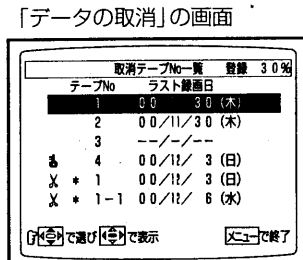 「データの取消」の画面
取消テープNo一覧 登録 30%
テープNo ラスト録画日
1 00 30(木)
2 00/11/30(木)
3 --/-/--
4 00/12/ 3(日)
* 1 00/12/ 3(日)
* 1-1 00/12/ 6(水)
で選び で表示 メニューで終了